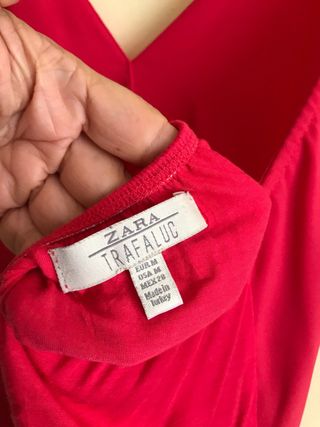 ZARA
TRAFALUC
EUR M
USA M
MEX 28
Made in
Turkey